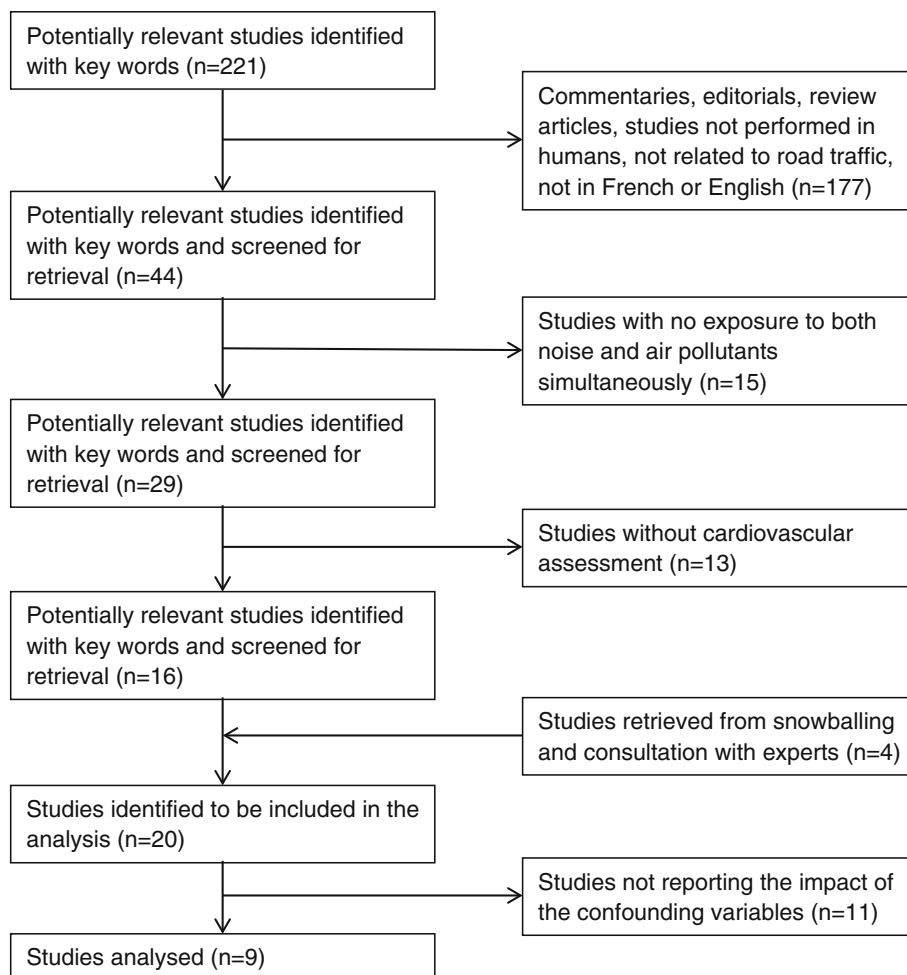 Potentially relevant studies identified
with key words (n=221)
Commentaries, editorials, review
articles, studies not performed in
humans, not related to road traffic,
not in French or English (n=177)
Potentially relevant studies identified
with key words and screened for
retrieval (n=44)
Studies with no exposure to both
noise and air pollutants
simultaneously (n=15)
Potentially relevant studies identified
with key words and screened for
retrieval (n=29)
Studies without cardiovascular
assessment (n=13)
Potentially relevant studies identified
with key words and screened for
retrieval (n=16)
Studies retrieved from snowballing
and consultation with experts (n=4)
Studies identified to be included in the
analysis (n=20)
Studies not reporting the impact of
the confounding variables (n=11)
Studies analysed (n=9)